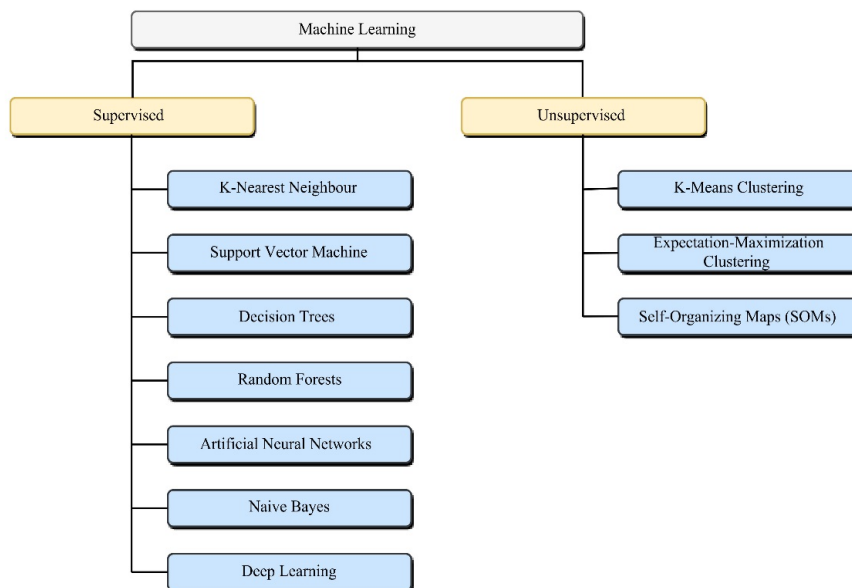 Machine Learning
Supervised
Unsupervised
K-Nearest Neighbour
Support Vector Machine
Decision Trees
Random Forests
Artificial Neural Networks
Naive Bayes
Deep Learning
K-Means Clustering
Expectation-Maximization
Clustering
Self-Organizing Maps (SOMs)